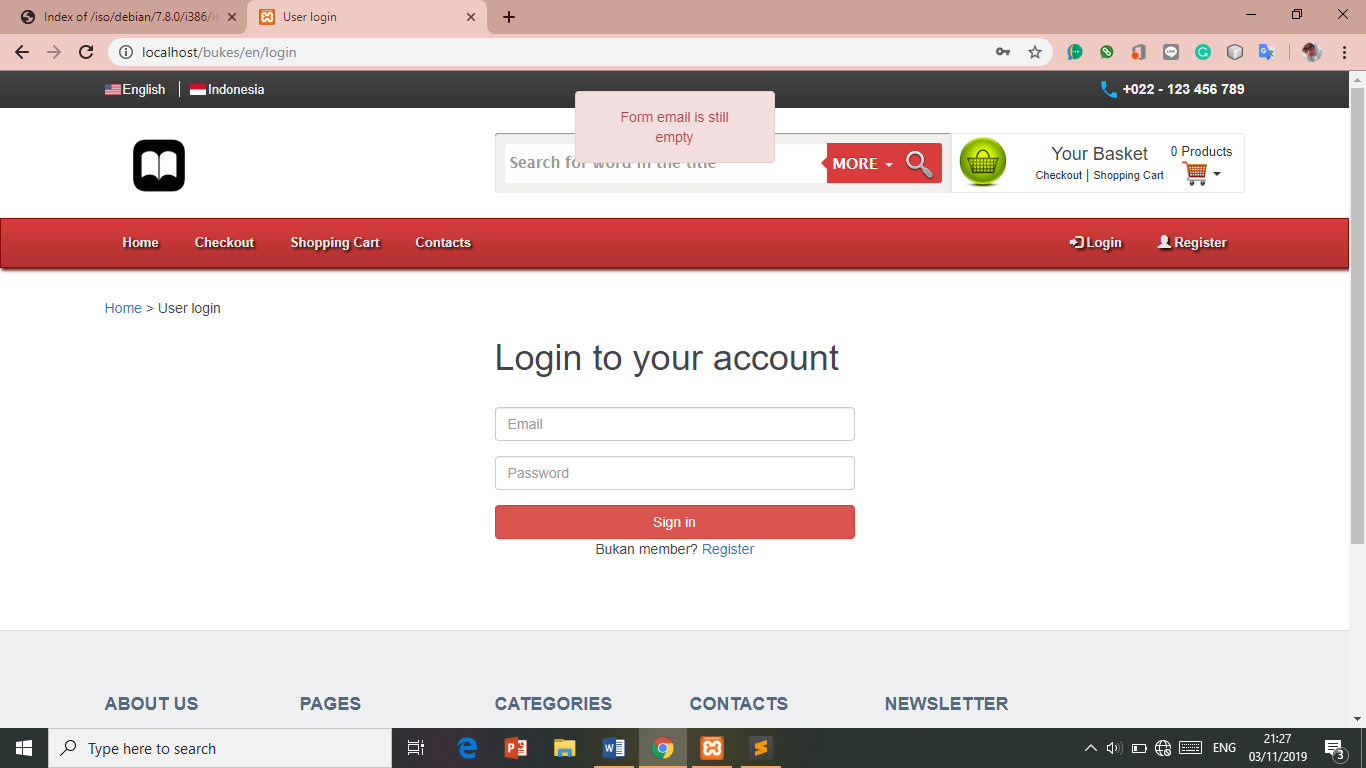 Index of /iso/debian/7.8.0/i386/is
User login
localhost/bukes/en/login
English | Indonesia
+022 - 123 456 789
Form email is still
empty
Search for word in the title
MORE
Your Basket
0 Products
Checkout | Shopping Cart
Home
Checkout
Shopping Cart
Contacts
Login
Register
Home > User login
Login to your account
Email
Password
Sign in
Bukan member? Register
ABOUT US
PAGES
CATEGORIES
CONTACTS
NEWSLETTER
Type here to search
ENG
21:27
03/11/2019
3